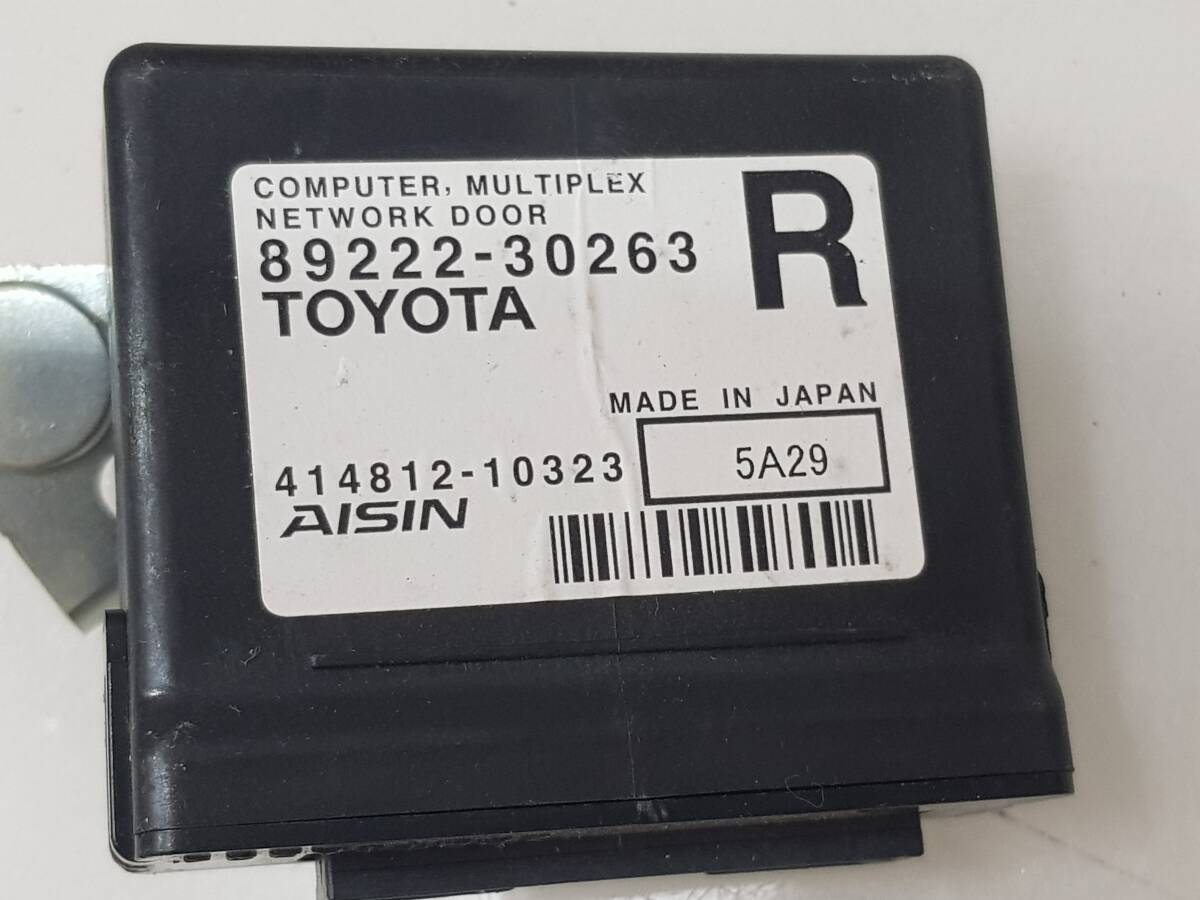 COMPUTER, MULTIPLEX
NETWORK DOOR
R
89222-30263
TOYOTA
MADE IN JAPAN
414812-10323
5A29
AISIN